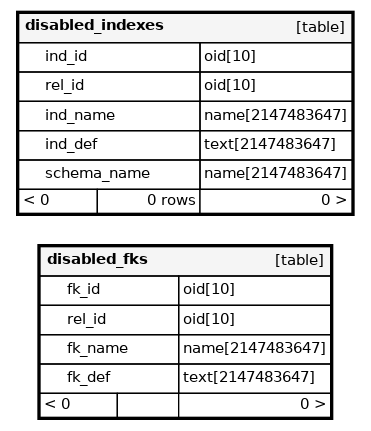 disabled_indexes [table]
ind_id oid[10]
rel_id oid[10]
ind_name name[2147483647]
ind_def text[2147483647]
schema_name name[2147483647]
< 0 0 rows 0 >
disabled_fks [table]
fk_id oid[10]
rel_id oid[10]
fk_name name[2147483647]
fk_def text[2147483647]
< 0 0 >